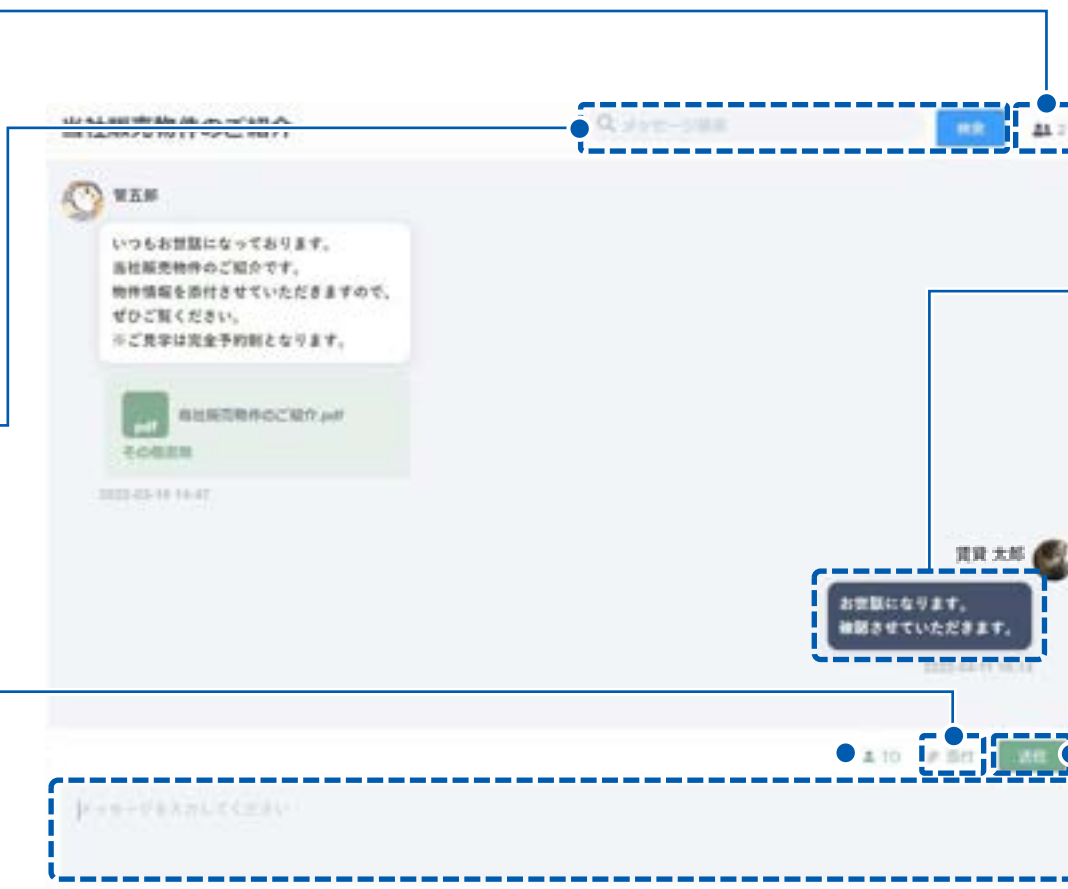 当社販売物件のご紹介
メッセージ検索
検索
2
管五郎
いつもお世話になっております。
当社販売物件のご紹介です。
物件情報を添付させていただきますので、
ぜひご覧ください。
※ご見学は完全予約制となります。
pdf
当社販売物件のご紹介.pdf
賃貸 太郎
お世話になります。
確認させていただきます。
TO
添付
送信
メッセージを入力してください